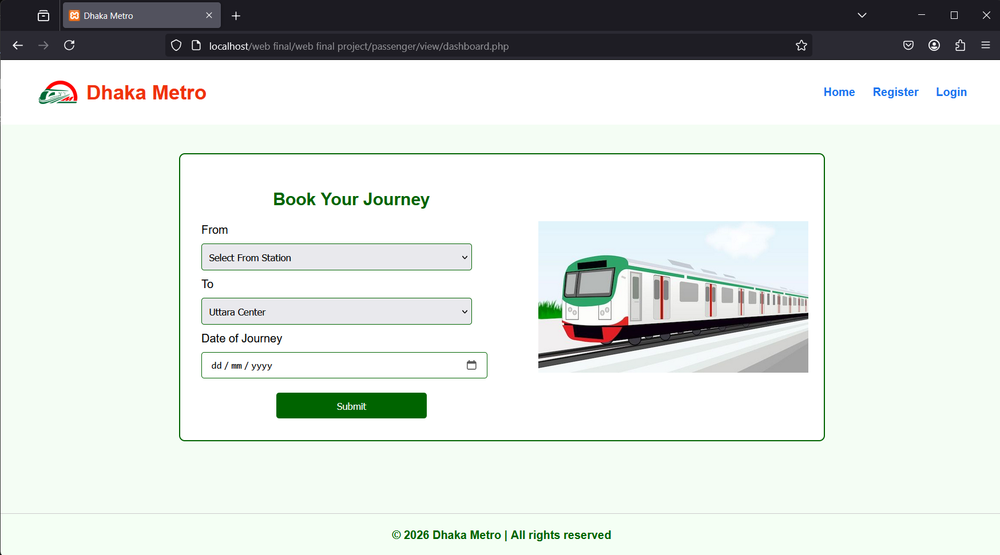 Dhaka Metro
localhost/web final/web final project/passenger/view/dashboard.php
Dhaka Metro
Home Register Login
Book Your Journey
From
Select From Station
To
Uttara Center
Date of Journey
dd / mm / yyyy
Submit
© 2026 Dhaka Metro | All rights reserved